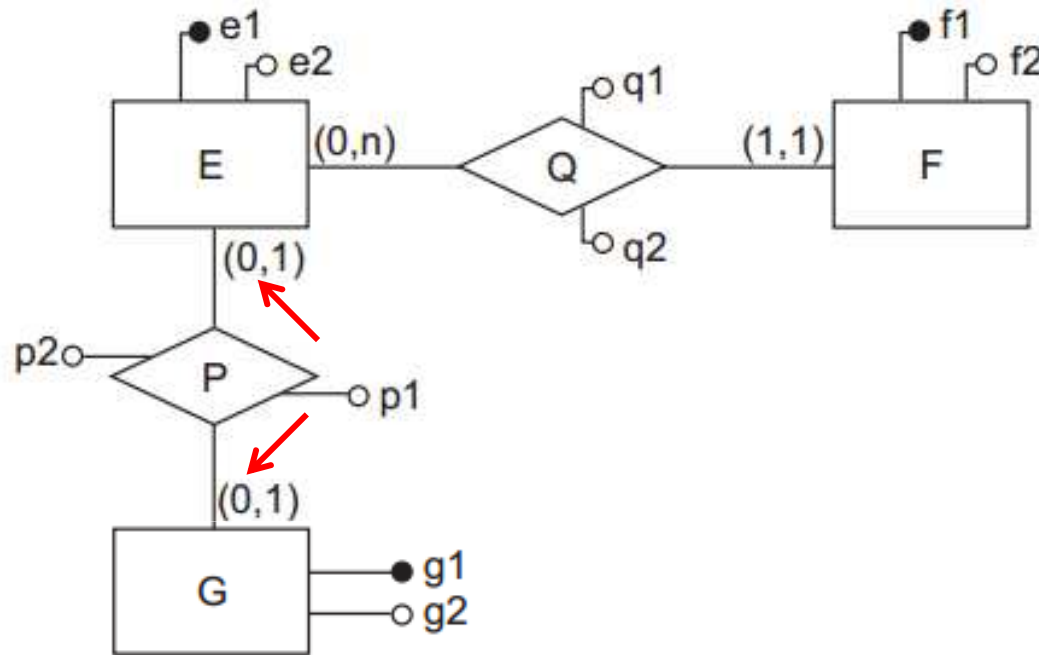 e1
e2
f1
f2
q1
E
(0,n)
Q
(1,1)
F
q2
(0,1)
p2
P
p1
(0,1)
G
g1
g2